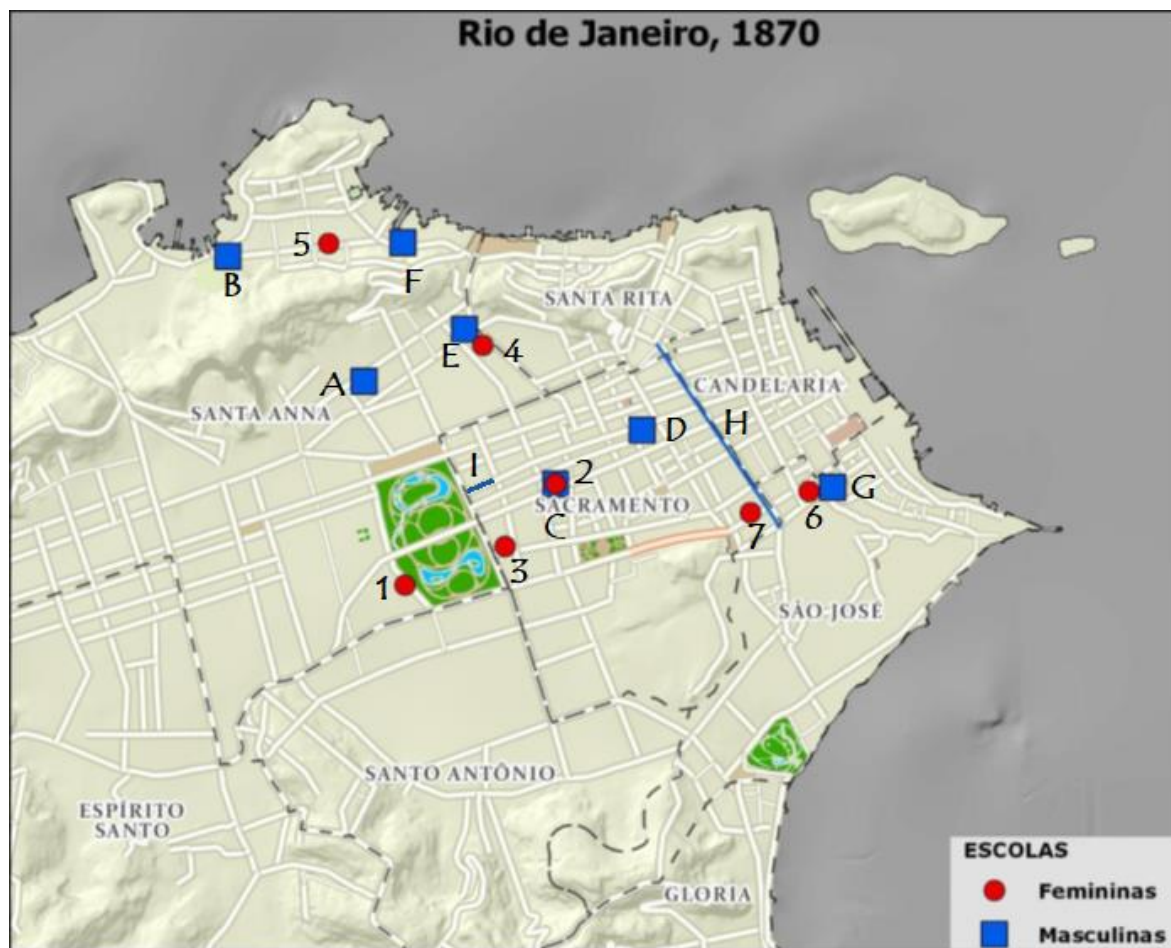 Rio de Janeiro, 1870
5
B
F
SANTA RITA
E
4
A
SANTA ANNA
CANDELARIA
H
D
I
2
SACRAMENTO
C
G
6
7
3
1
SÃO-JOSÉ
SANTO ANTÔNIO
ESPÍRITO
SANTO
GLORIA
ESCOLAS
Femininas
Masculinas